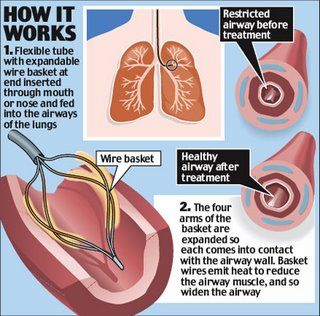 HOW IT
WORKS
1. Flexible tube
with expandable
wire basket at
end inserted
through mouth
or nose and fed
into the airways
of the lungs
Restricted
airway before
treatment
Wire basket
Healthy
airway after
treatment
2. The four
arms of the
basket are
expanded so
each comes into contact
with the airway wall. Basket
wires emit heat to reduce
the airway muscle, and so
widen the airway